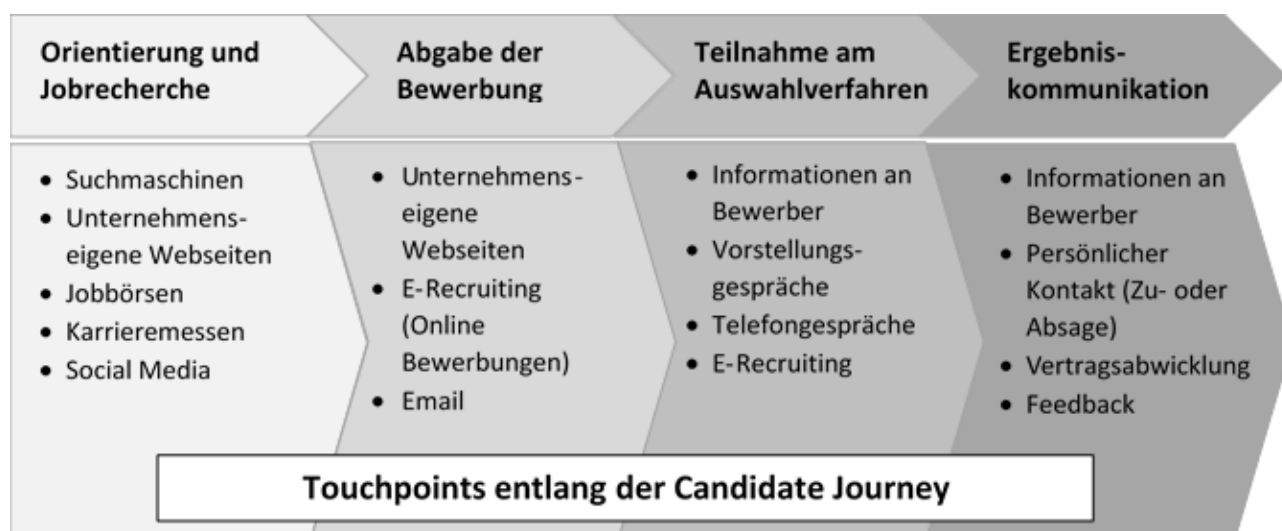 Orientierung und
Jobrecherche
Abgabe der
Bewerbung
Teilnahme am
Auswahlverfahren
Ergebnis-
kommunikation
• Suchmaschinen
• Unternehmens-
eigene Webseiten
• Jobbörsen
• Karrieremessen
• Social Media
• Unternehmens-
eigene
Webseiten
• E-Recruiting
(Online
Bewerbungen)
• Email
• Informationen an
Bewerber
• Vorstellungs-
gespräche
• Telefongespräche
• E-Recruiting
• Informationen an
Bewerber
• Persönlicher
Kontakt (Zu- oder
Absage)
• Vertragsabwicklung
• Feedback
Touchpoints entlang der Candidate Journey